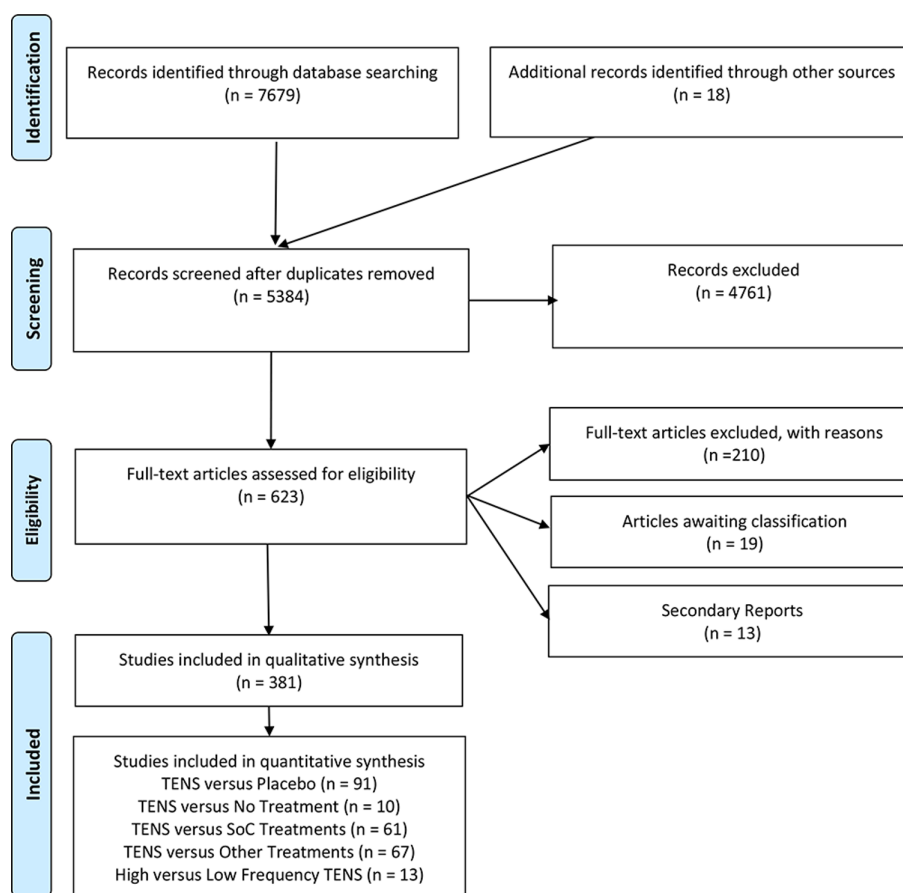 Identification
Records identified through database searching
(n = 7679)
Additional records identified through other sources
(n = 18)
Screening
Records screened after duplicates removed
(n = 5384)
Records excluded
(n = 4761)
Eligibility
Full-text articles assessed for eligibility
(n = 623)
Full-text articles excluded, with reasons
(n =210)
Articles awaiting classification
(n = 19)
Secondary Reports
(n = 13)
Included
Studies included in qualitative synthesis
(n = 381)
Studies included in quantitative synthesis
TENS versus Placebo (n = 91)
TENS versus No Treatment (n = 10)
TENS versus SoC Treatments (n = 61)
TENS versus Other Treatments (n = 67)
High versus Low Frequency TENS (n = 13)